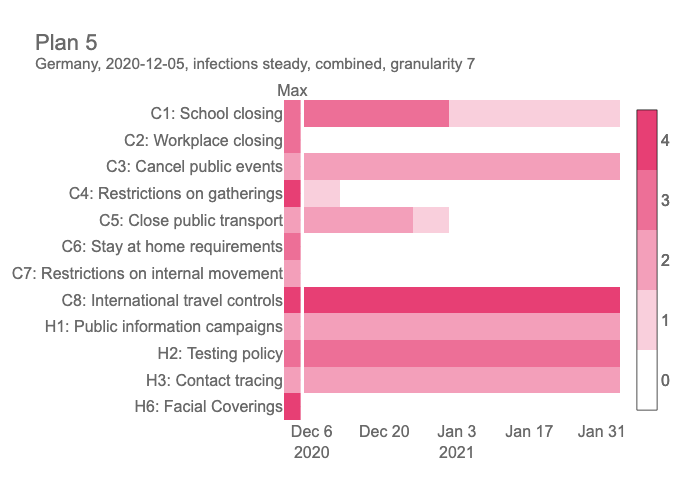 Plan 5
Germany, 2020-12-05, infections steady, combined, granularity 7
Max
C1: School closing
C2: Workplace closing
C3: Cancel public events
C4: Restrictions on gatherings
C5: Close public transport
C6: Stay at home requirements
C7: Restrictions on internal movement
C8: International travel controls
H1: Public information campaigns
H2: Testing policy
H3: Contact tracing
H6: Facial Coverings
4
3
2
1
0
Dec 6 Dec 20 Jan 3 Jan 17 Jan 31
2020 2021